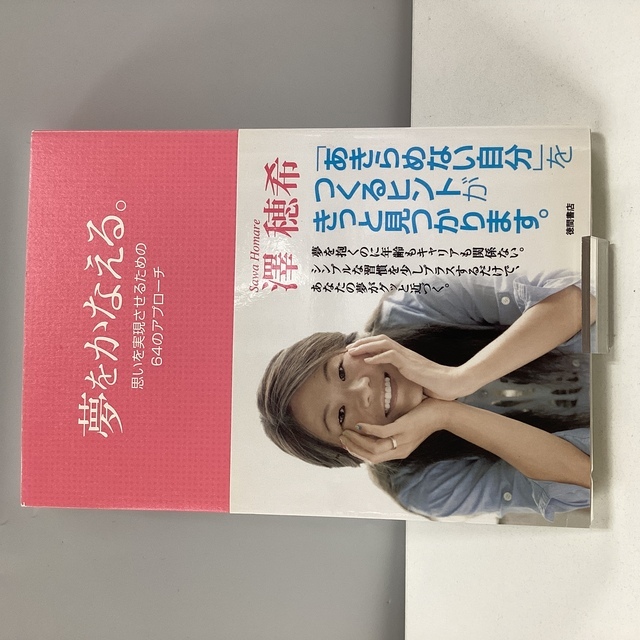 夢をかなえる。
思いを実現させるための
64のアプローチ
Sawa Homare
澤 穂希
「あきらめない自分」を
つくるヒントが
きっと見つかります。
夢を抱くのに年齢もキャリアも関係ない。
シンプルな習慣を少しプラスするだけで、
あなたの夢がグッと近づく。
徳間書店